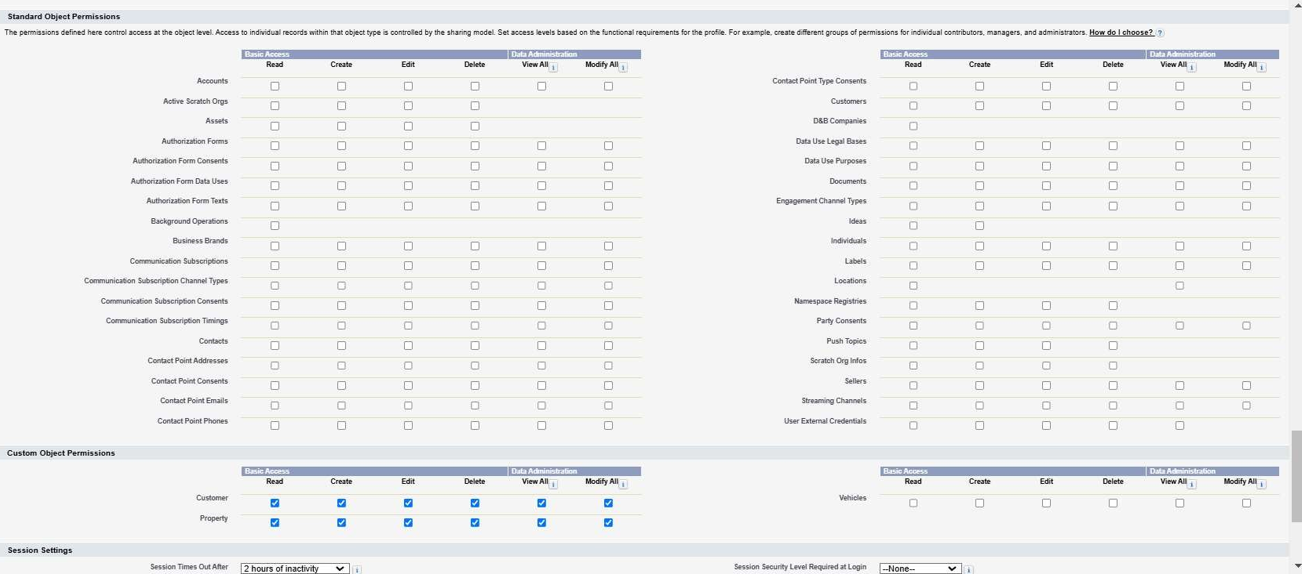 Standard Object Permissions
The permissions defined here control access at the object level. Access to individual records within that object type is controlled by the sharing model. Set access levels based on the functional requirements for the profile. For example, create different groups of permissions for individual contributors, managers, and administrators. How do I choose? ?
Basic Access Data Administration
Read Create Edit Delete View All i Modify All i
Accounts
Active Scratch Orgs
Assets
Authorization Forms
Authorization Form Consents
Authorization Form Data Uses
Authorization Form Texts
Background Operations
Business Brands
Communication Subscriptions
Communication Subscription Channel Types
Communication Subscription Consents
Communication Subscription Timings
Contacts
Contact Point Addresses
Contact Point Consents
Contact Point Emails
Contact Point Phones
Basic Access Data Administration
Read Create Edit Delete View All i Modify All i
Contact Point Type Consents
Customers
D&B Companies
Data Use Legal Bases
Data Use Purposes
Documents
Engagement Channel Types
Ideas
Individuals
Labels
Locations
Namespace Registries
Party Consents
Push Topics
Scratch Org Infos
Sellers
Streaming Channels
User External Credentials
Custom Object Permissions
Basic Access Data Administration
Read Create Edit Delete View All i Modify All i
Customer
Property
Basic Access Data Administration
Read Create Edit Delete View All i Modify All i
Vehicles
Session Settings
Session Times Out After 2 hours of inactivity i
Session Security Level Required at Login --None-- i